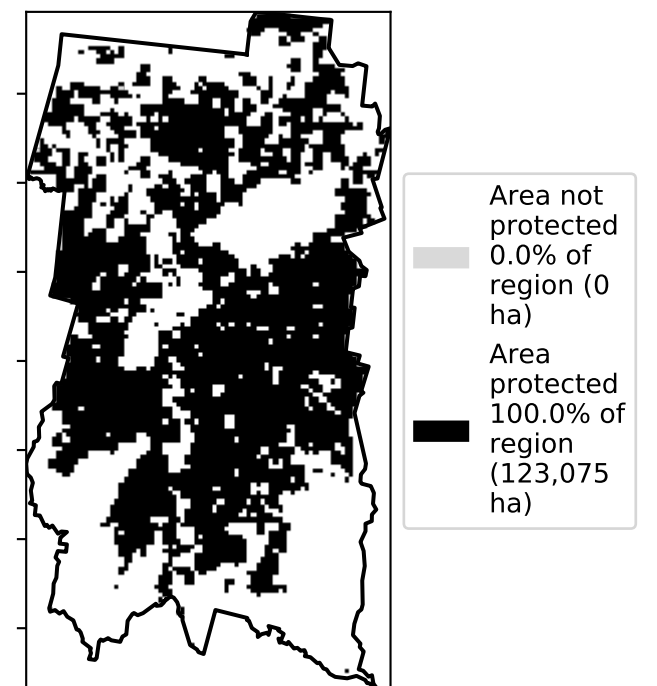 Area not
protected
0.0% of
region (0
ha)
Area
protected
100.0% of
region
(123,075
ha)